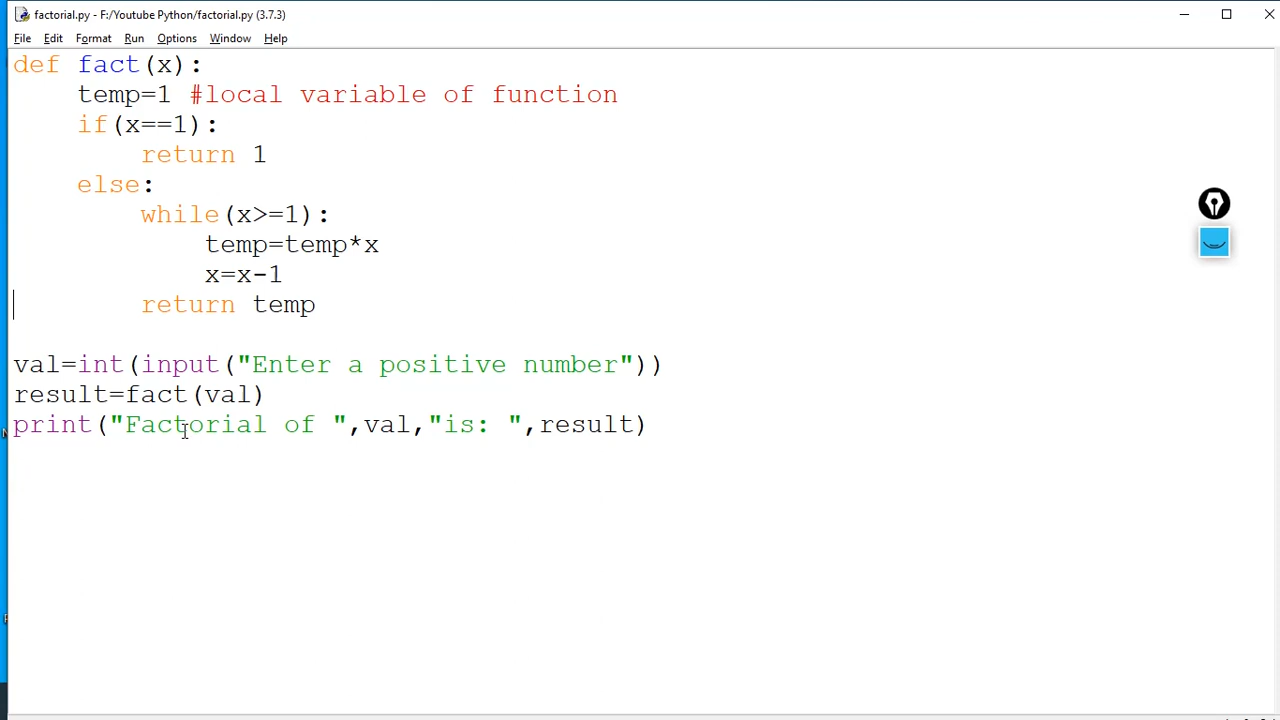 factorial.py - F:/Youtube Python/factorial.py (3.7.3)
File Edit Format Run Options Window Help
def fact(x):
    temp=1 #local variable of function
    if(x==1):
        return 1
    else:
        while(x>=1):
            temp=temp*x
            x=x-1
        return temp
val=int(input("Enter a positive number"))
result=fact(val)
print("Factorial of ",val,"is: ",result)